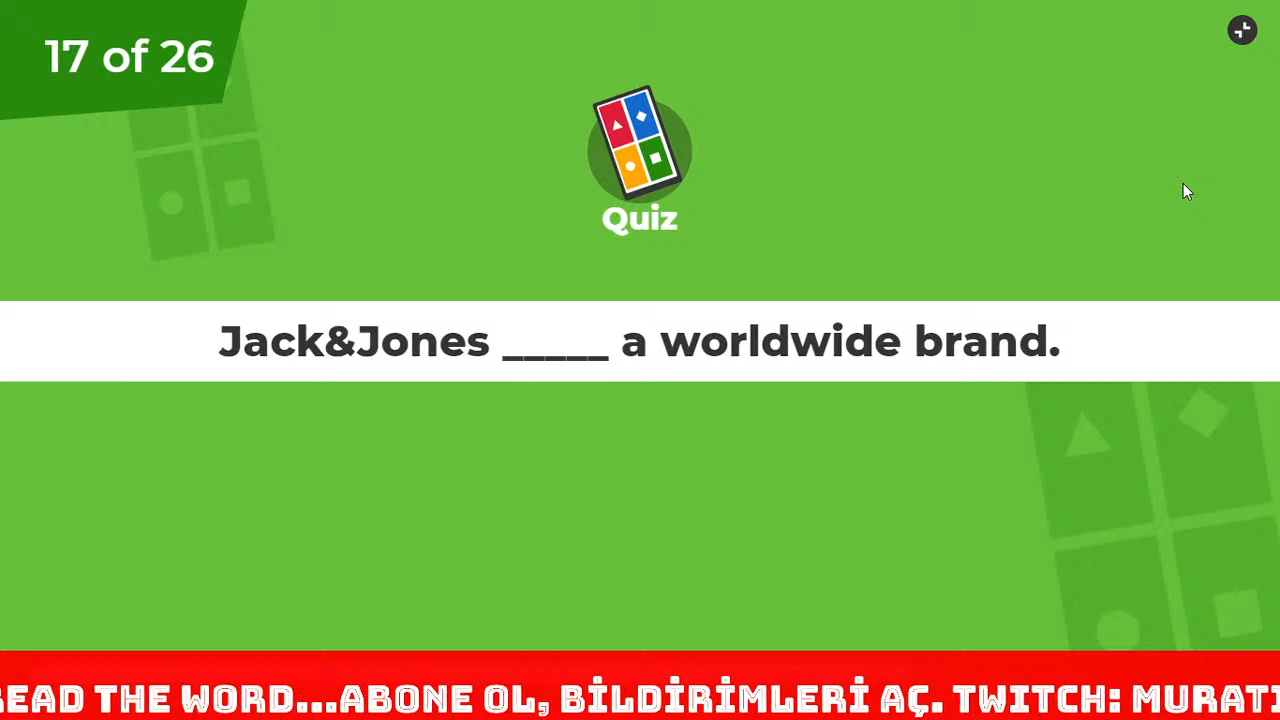 17 of 26
Quiz
Jack&Jones _____ a worldwide brand.
READ THE WORD...ABONE OL, BİLDİRİMLERİ AÇ. TWITCH: MURATI